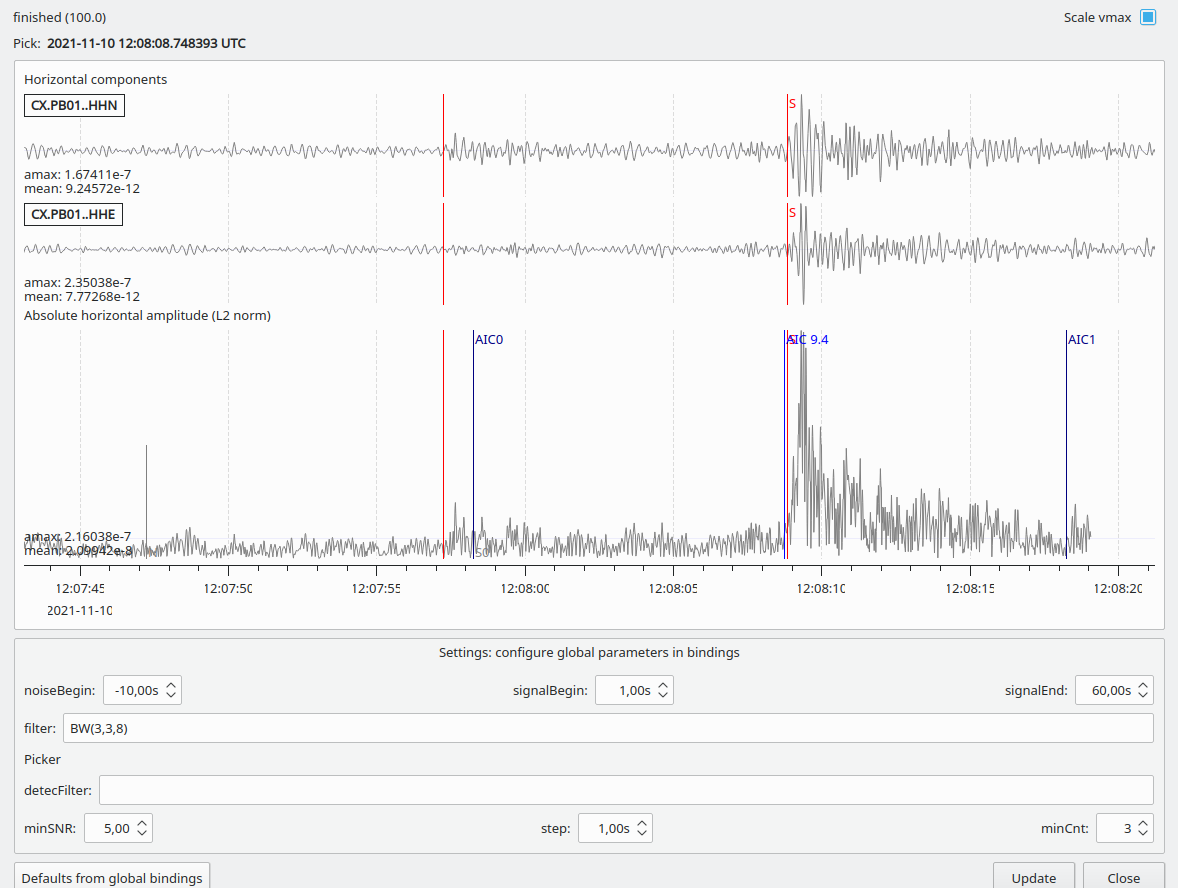 finished (100.0) Scale vmax
Pick: 2021-11-10 12:08:08.748393 UTC
Horizontal components
CX.PB01..HHN
S
amax: 1.67411e-7
mean: 9.24572e-12
CX.PB01..HHE
S
amax: 2.35038e-7
mean: 7.77268e-12
Absolute horizontal amplitude (L2 norm)
AIC0 AIC 9.4 AIC1
amax: 2.16038e-7
mean: 2.09942e-8
12:07:45 12:07:50 12:07:55 12:08:00 12:08:05 12:08:10 12:08:15 12:08:20
2021-11-10
Settings: configure global parameters in bindings
noiseBegin: -10,00s signalBegin: 1,00s signalEnd: 60,00s
filter: BW(3,3,8)
Picker
detecFilter:
minSNR: 5,00 step: 1,00s minCnt: 3
Defaults from global bindings Update Close